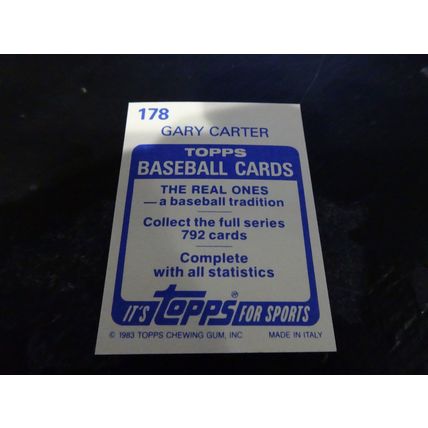 178
GARY CARTER
TOPPS
BASEBALL CARDS
THE REAL ONES
—a baseball tradition
Collect the full series
792 cards
Complete
with all statistics
IT'S topps® FOR SPORTS
© 1983 TOPPS CHEWING GUM, INC MADE IN ITALY